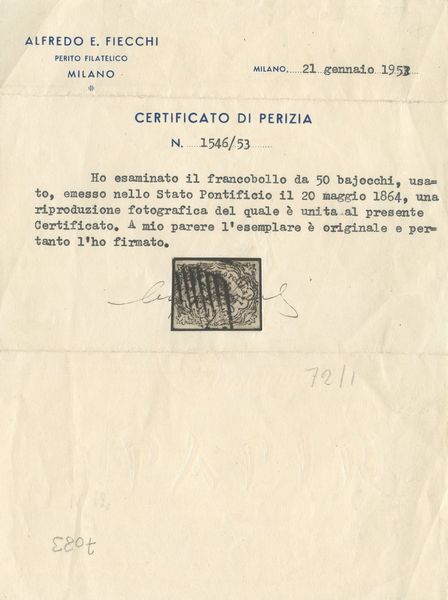 ALFREDO E. FIECCHI
PERITO FILATELICO
MILANO
MILANO, 21 gennaio 1953
CERTIFICATO DI PERIZIA
N. 1546/53
Ho esaminato il francobollo da 50 bajocchi, usa=
to, emesso nello Stato Pontificio il 20 maggio 1864, una
riproduzione fotografica del quale è unita al presente
Certificato. A mio parere l'esemplare è originale e per=
tanto l'ho firmato.
72/1
7083